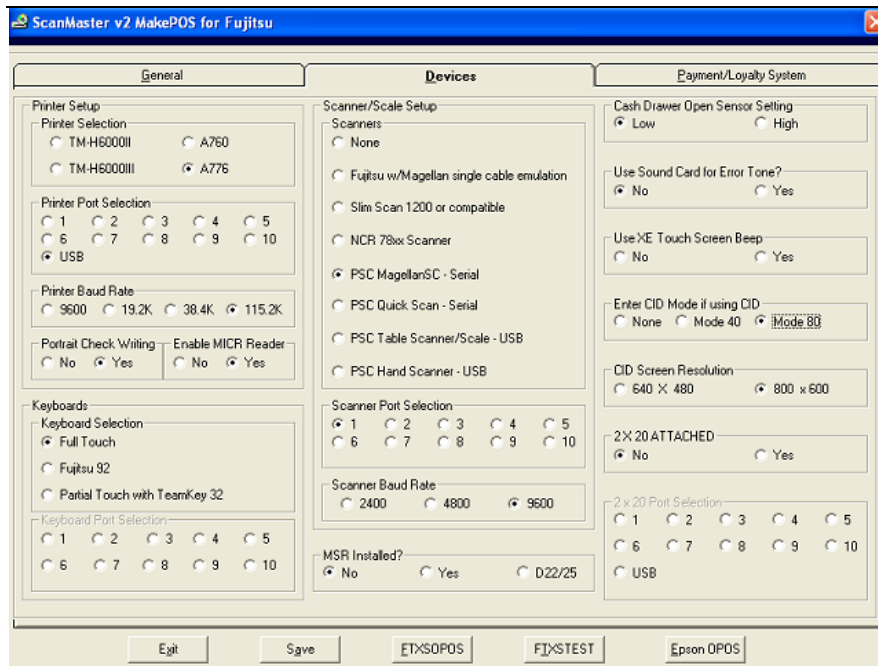 ScanMaster v2 MakePOS for Fujitsu
General
Devices
Payment/Loyalty System
Printer Setup
Printer Selection
TM-H6000II A760
TM-H6000III A776
Printer Port Selection
1 2 3 4 5
6 7 8 9 10
USB
Printer Baud Rate
9600 19.2K 38.4K 115.2K
Portrait Check Writing
No Yes
Enable MICR Reader
No Yes
Keyboards
Keyboard Selection
Full Touch
Fujitsu 92
Partial Touch with TeamKey 32
Keyboard Port Selection
1 2 3 4 5
6 7 8 9 10
Scanner/Scale Setup
Scanners
None
Fujitsu w/Magellan single cable emulation
Slim Scan 1200 or compatible
NCR 78xx Scanner
PSC MagellanSC - Serial
PSC Quick Scan - Serial
PSC Table Scanner/Scale - USB
PSC Hand Scanner - USB
Scanner Port Selection
1 2 3 4 5
6 7 8 9 10
Scanner Baud Rate
2400 4800 9600
MSR Installed?
No Yes D22/25
Cash Drawer Open Sensor Setting
Low High
Use Sound Card for Error Tone?
No Yes
Use XE Touch Screen Beep
No Yes
Enter CID Mode if using CID
None Mode 40 Mode 80
CID Screen Resolution
640 X 480 800 x 600
2 X 20 ATTACHED
No Yes
2 x 20 Port Selection
1 2 3 4 5
6 7 8 9 10
USB
Exit
Save
FTXSOPOS
FTXSTEST
Epson OPOS